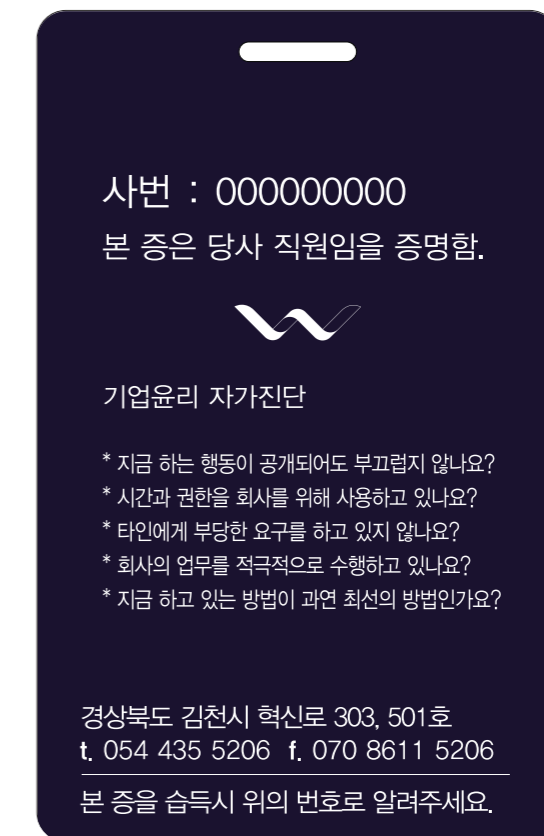 사번 : 000000000
본 증은 당사 직원임을 증명함.
기업윤리 자가진단
* 지금 하는 행동이 공개되어도 부끄럽지 않나요?
* 시간과 권한을 회사를 위해 사용하고 있나요?
* 타인에게 부당한 요구를 하고 있지 않나요?
* 회사의 업무를 적극적으로 수행하고 있나요?
* 지금 하고 있는 방법이 과연 최선의 방법인가요?
경상북도 김천시 혁신로 303, 501호
t. 054 435 5206 f. 070 8611 5206
본 증을 습득시 위의 번호로 알려주세요.